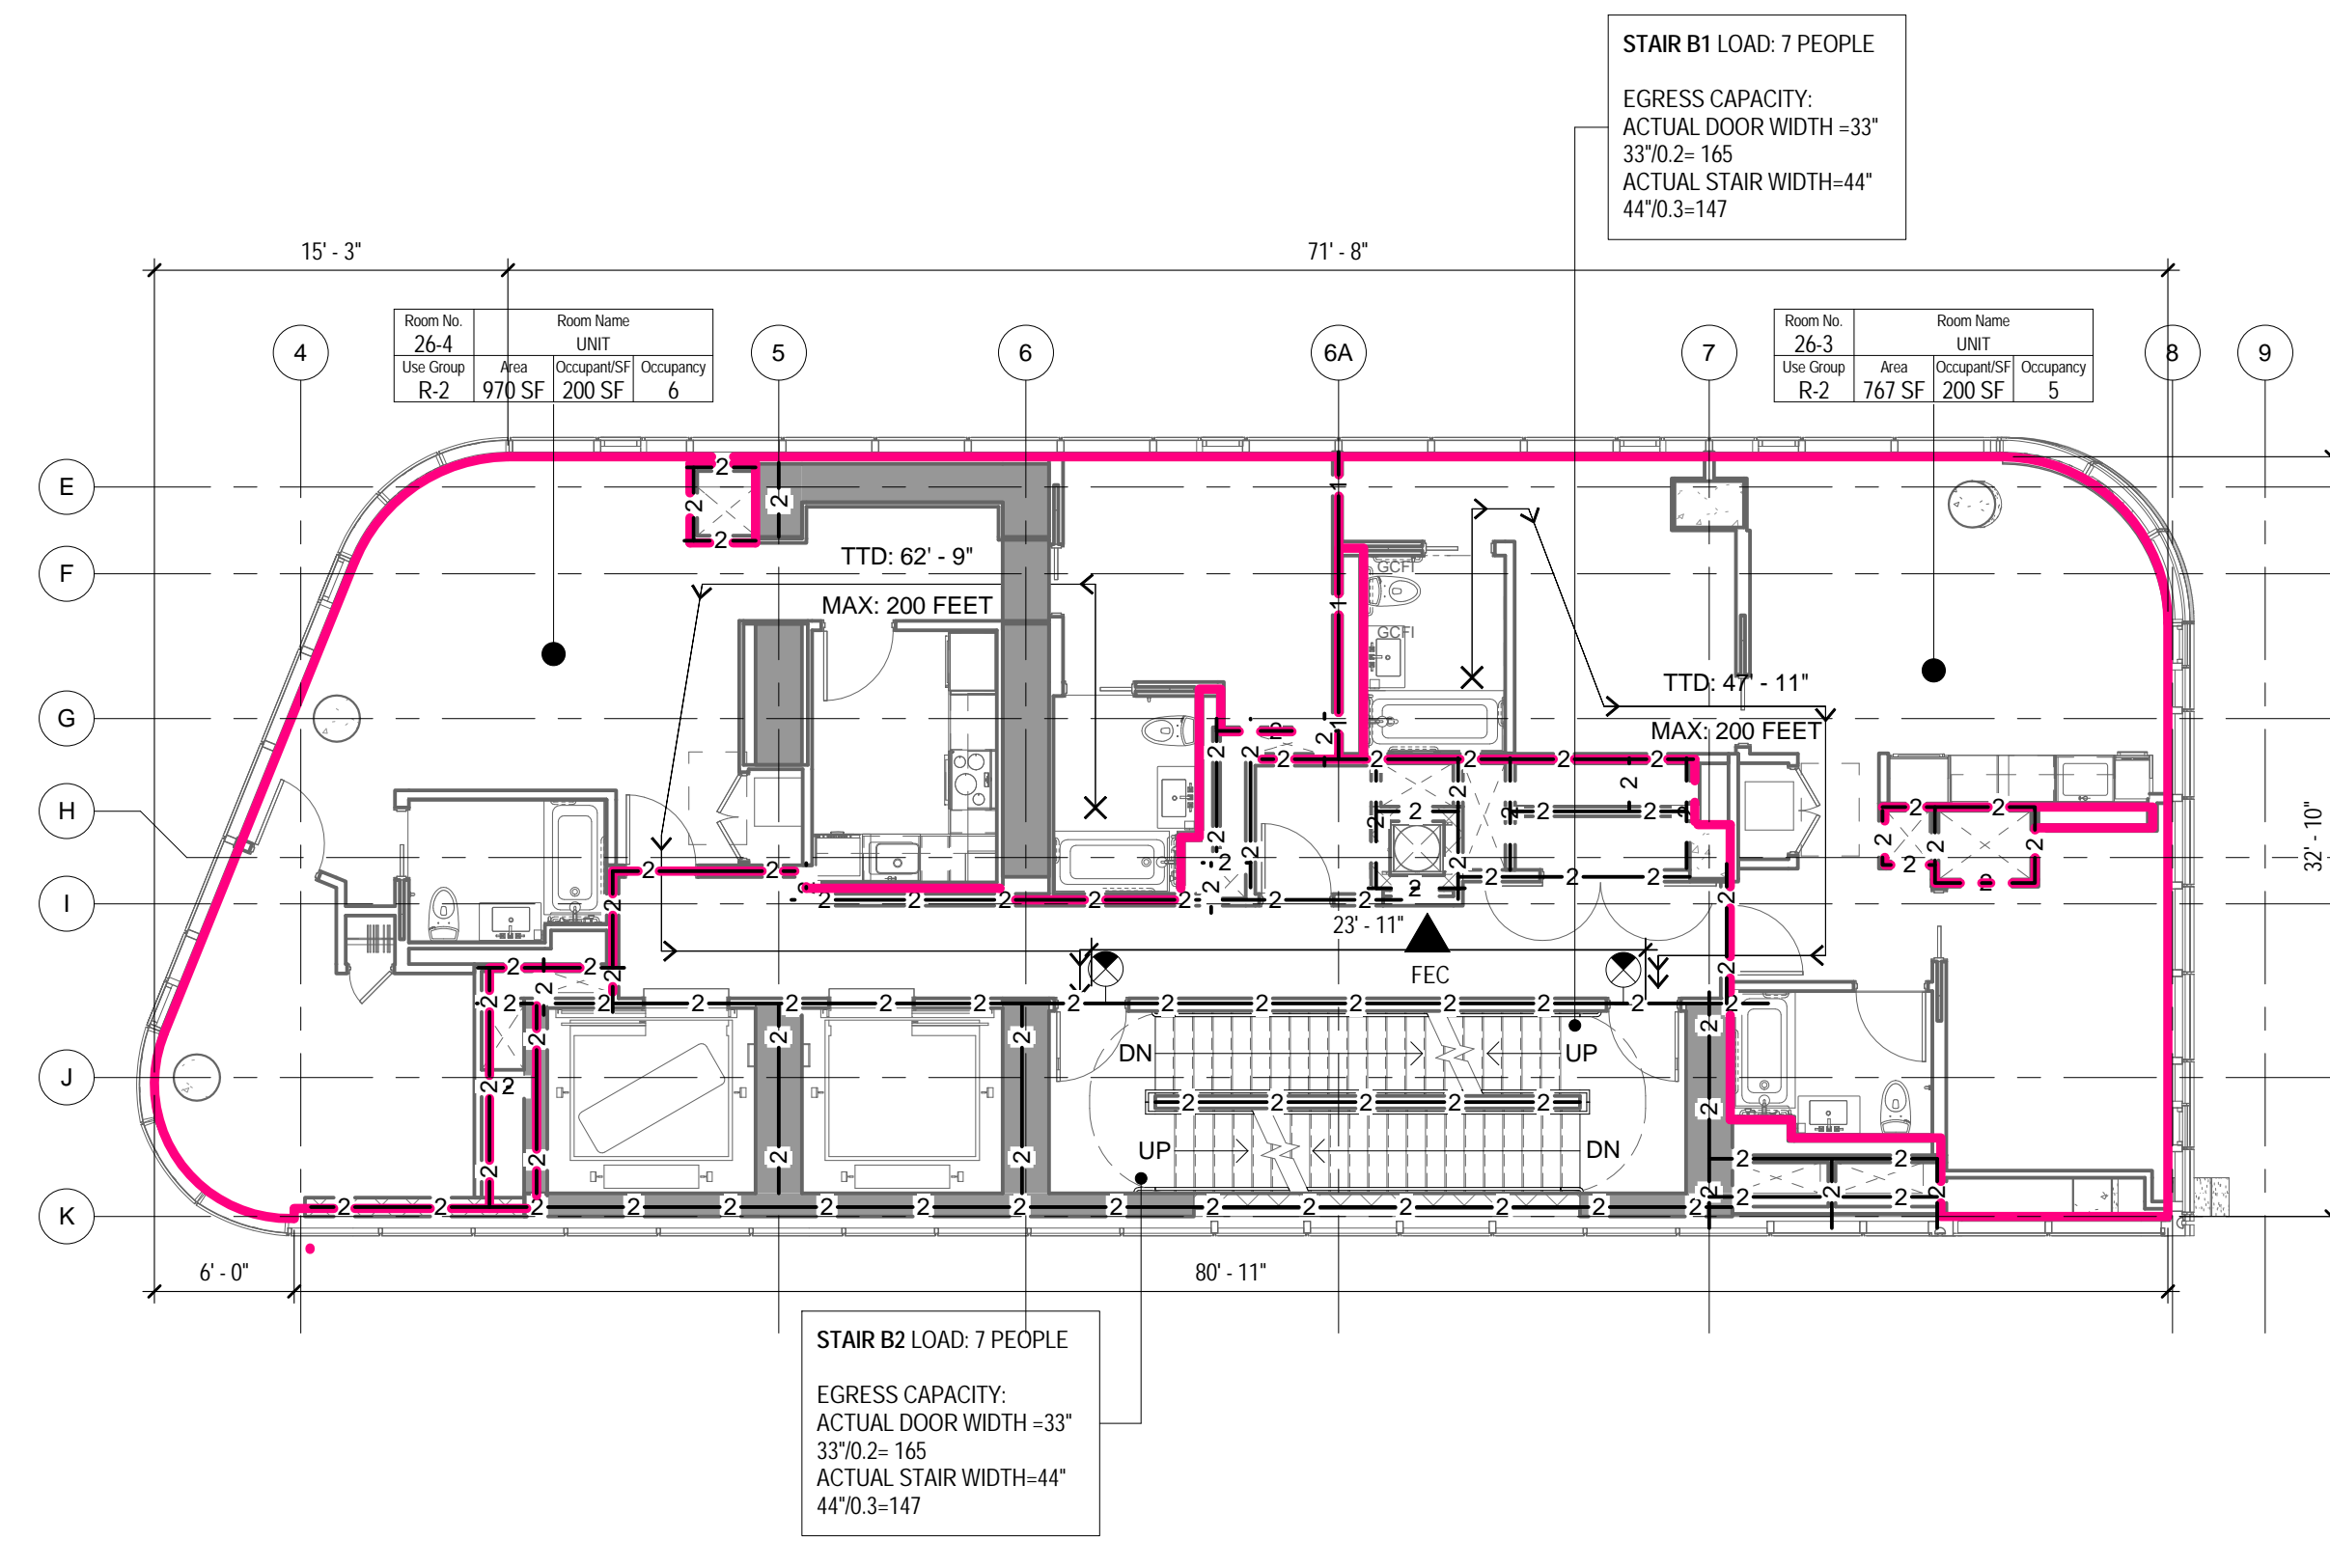 STAIR B1 LOAD: 7 PEOPLE
EGRESS CAPACITY:
ACTUAL DOOR WIDTH =33"
33"/0.2= 165
ACTUAL STAIR WIDTH=44"
44"/0.3=147
15' - 3"
71' - 8"
Room No. Room Name
26-4 UNIT
Use Group Area Occupant/SF Occupancy
R-2 970 SF 200 SF 6
Room No. Room Name
26-3 UNIT
Use Group Area Occupant/SF Occupancy
R-2 767 SF 200 SF 5
4 5 6 6A 7 8 9
E
F
G
H
I
J
K
TTD: 62' - 9"
MAX: 200 FEET
GCFI
GCFI
TTD: 47' - 11"
MAX: 200 FEET
32' - 10"
23' - 11"
FEC
DN
UP
UP
DN
6' - 0"
80' - 11"
STAIR B2 LOAD: 7 PEOPLE
EGRESS CAPACITY:
ACTUAL DOOR WIDTH =33"
33"/0.2= 165
ACTUAL STAIR WIDTH=44"
44"/0.3=147